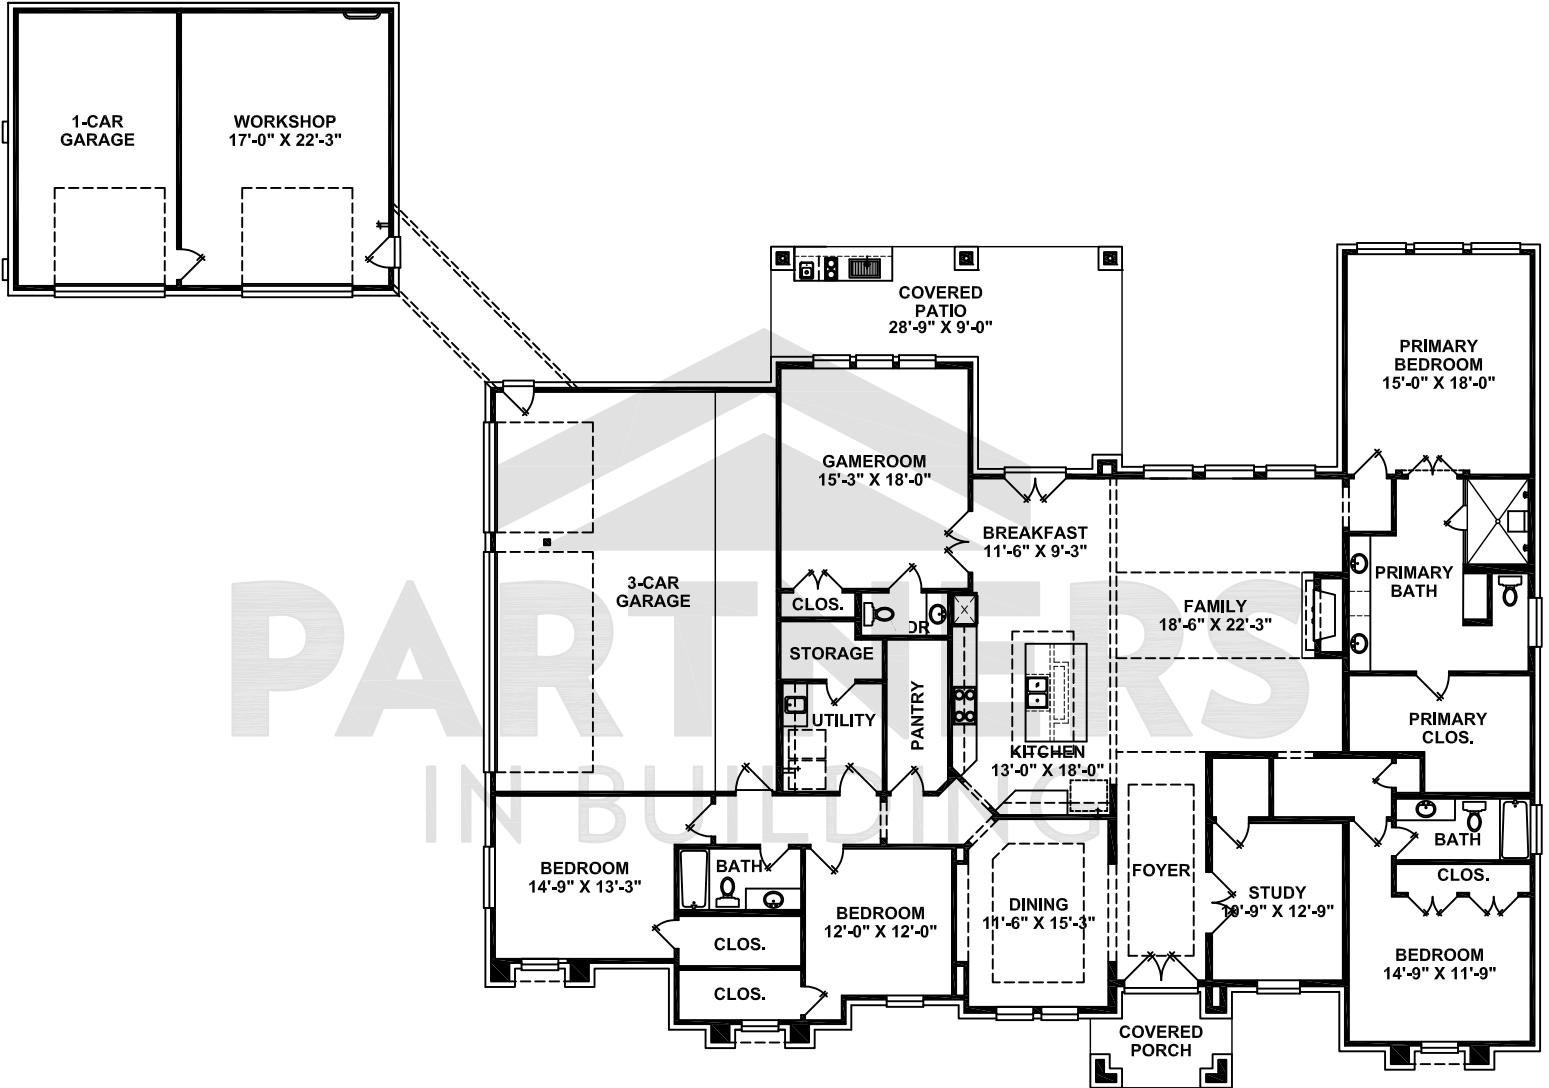 1-CAR
GARAGE
WORKSHOP
17'-0" X 22'-3"
COVERED
PATIO
28'-9" X 9'-0"
PRIMARY
BEDROOM
15'-0" X 18'-0"
GAMEROOM
15'-3" X 18'-0"
BREAKFAST
11'-6" X 9'-3"
3-CAR
GARAGE
CLOS.
FAMILY
18'-6" X 22'-3"
PRIMARY
BATH
STORAGE
UTILITY
PANTRY
KITCHEN
13'-0" X 18'-0"
PRIMARY
CLOS.
PARTNERS
IN BUILDING
BEDROOM
14'-9" X 13'-3"
BATH
CLOS.
CLOS.
BEDROOM
12'-0" X 12'-0"
DINING
11'-6" X 15'-3"
FOYER
STUDY
10'-9" X 12'-9"
BATH
CLOS.
BEDROOM
14'-9" X 11'-9"
COVERED
PORCH